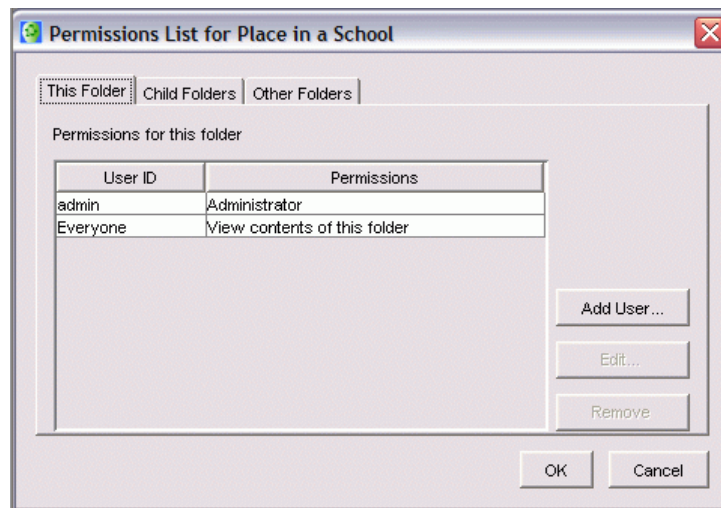 Permissions List for Place in a School
This Folder Child Folders Other Folders
Permissions for this folder
User ID Permissions
admin Administrator
Everyone View contents of this folder
Add User...
Edit...
Remove
OK Cancel